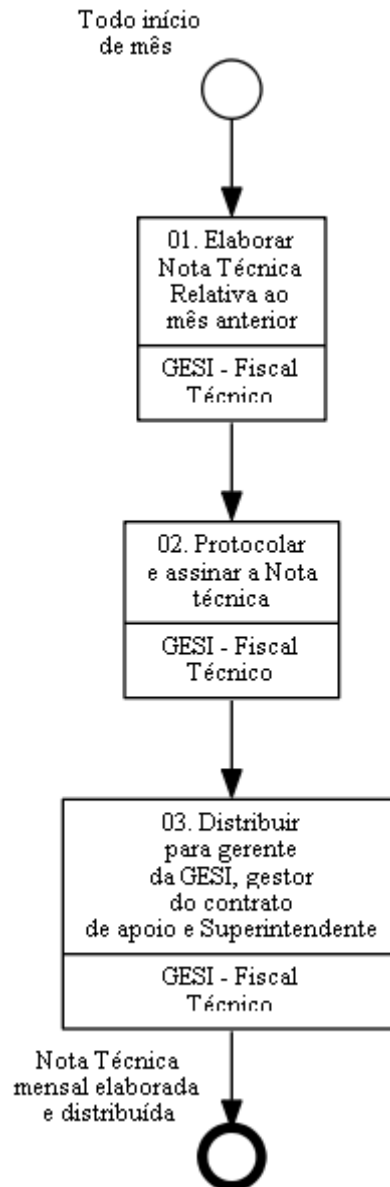 Todo início
de mês
01. Elaborar
Nota Técnica
Relativa ao
mês anterior
GESI - Fiscal
Técnico
02. Protocolar
e assinar a Nota
técnica
GESI - Fiscal
Técnico
03. Distribuir
para gerente
da GESI, gestor
do contrato
de apoio e Superintendente
GESI - Fiscal
Técnico
Nota Técnica
mensal elaborada
e distribuída